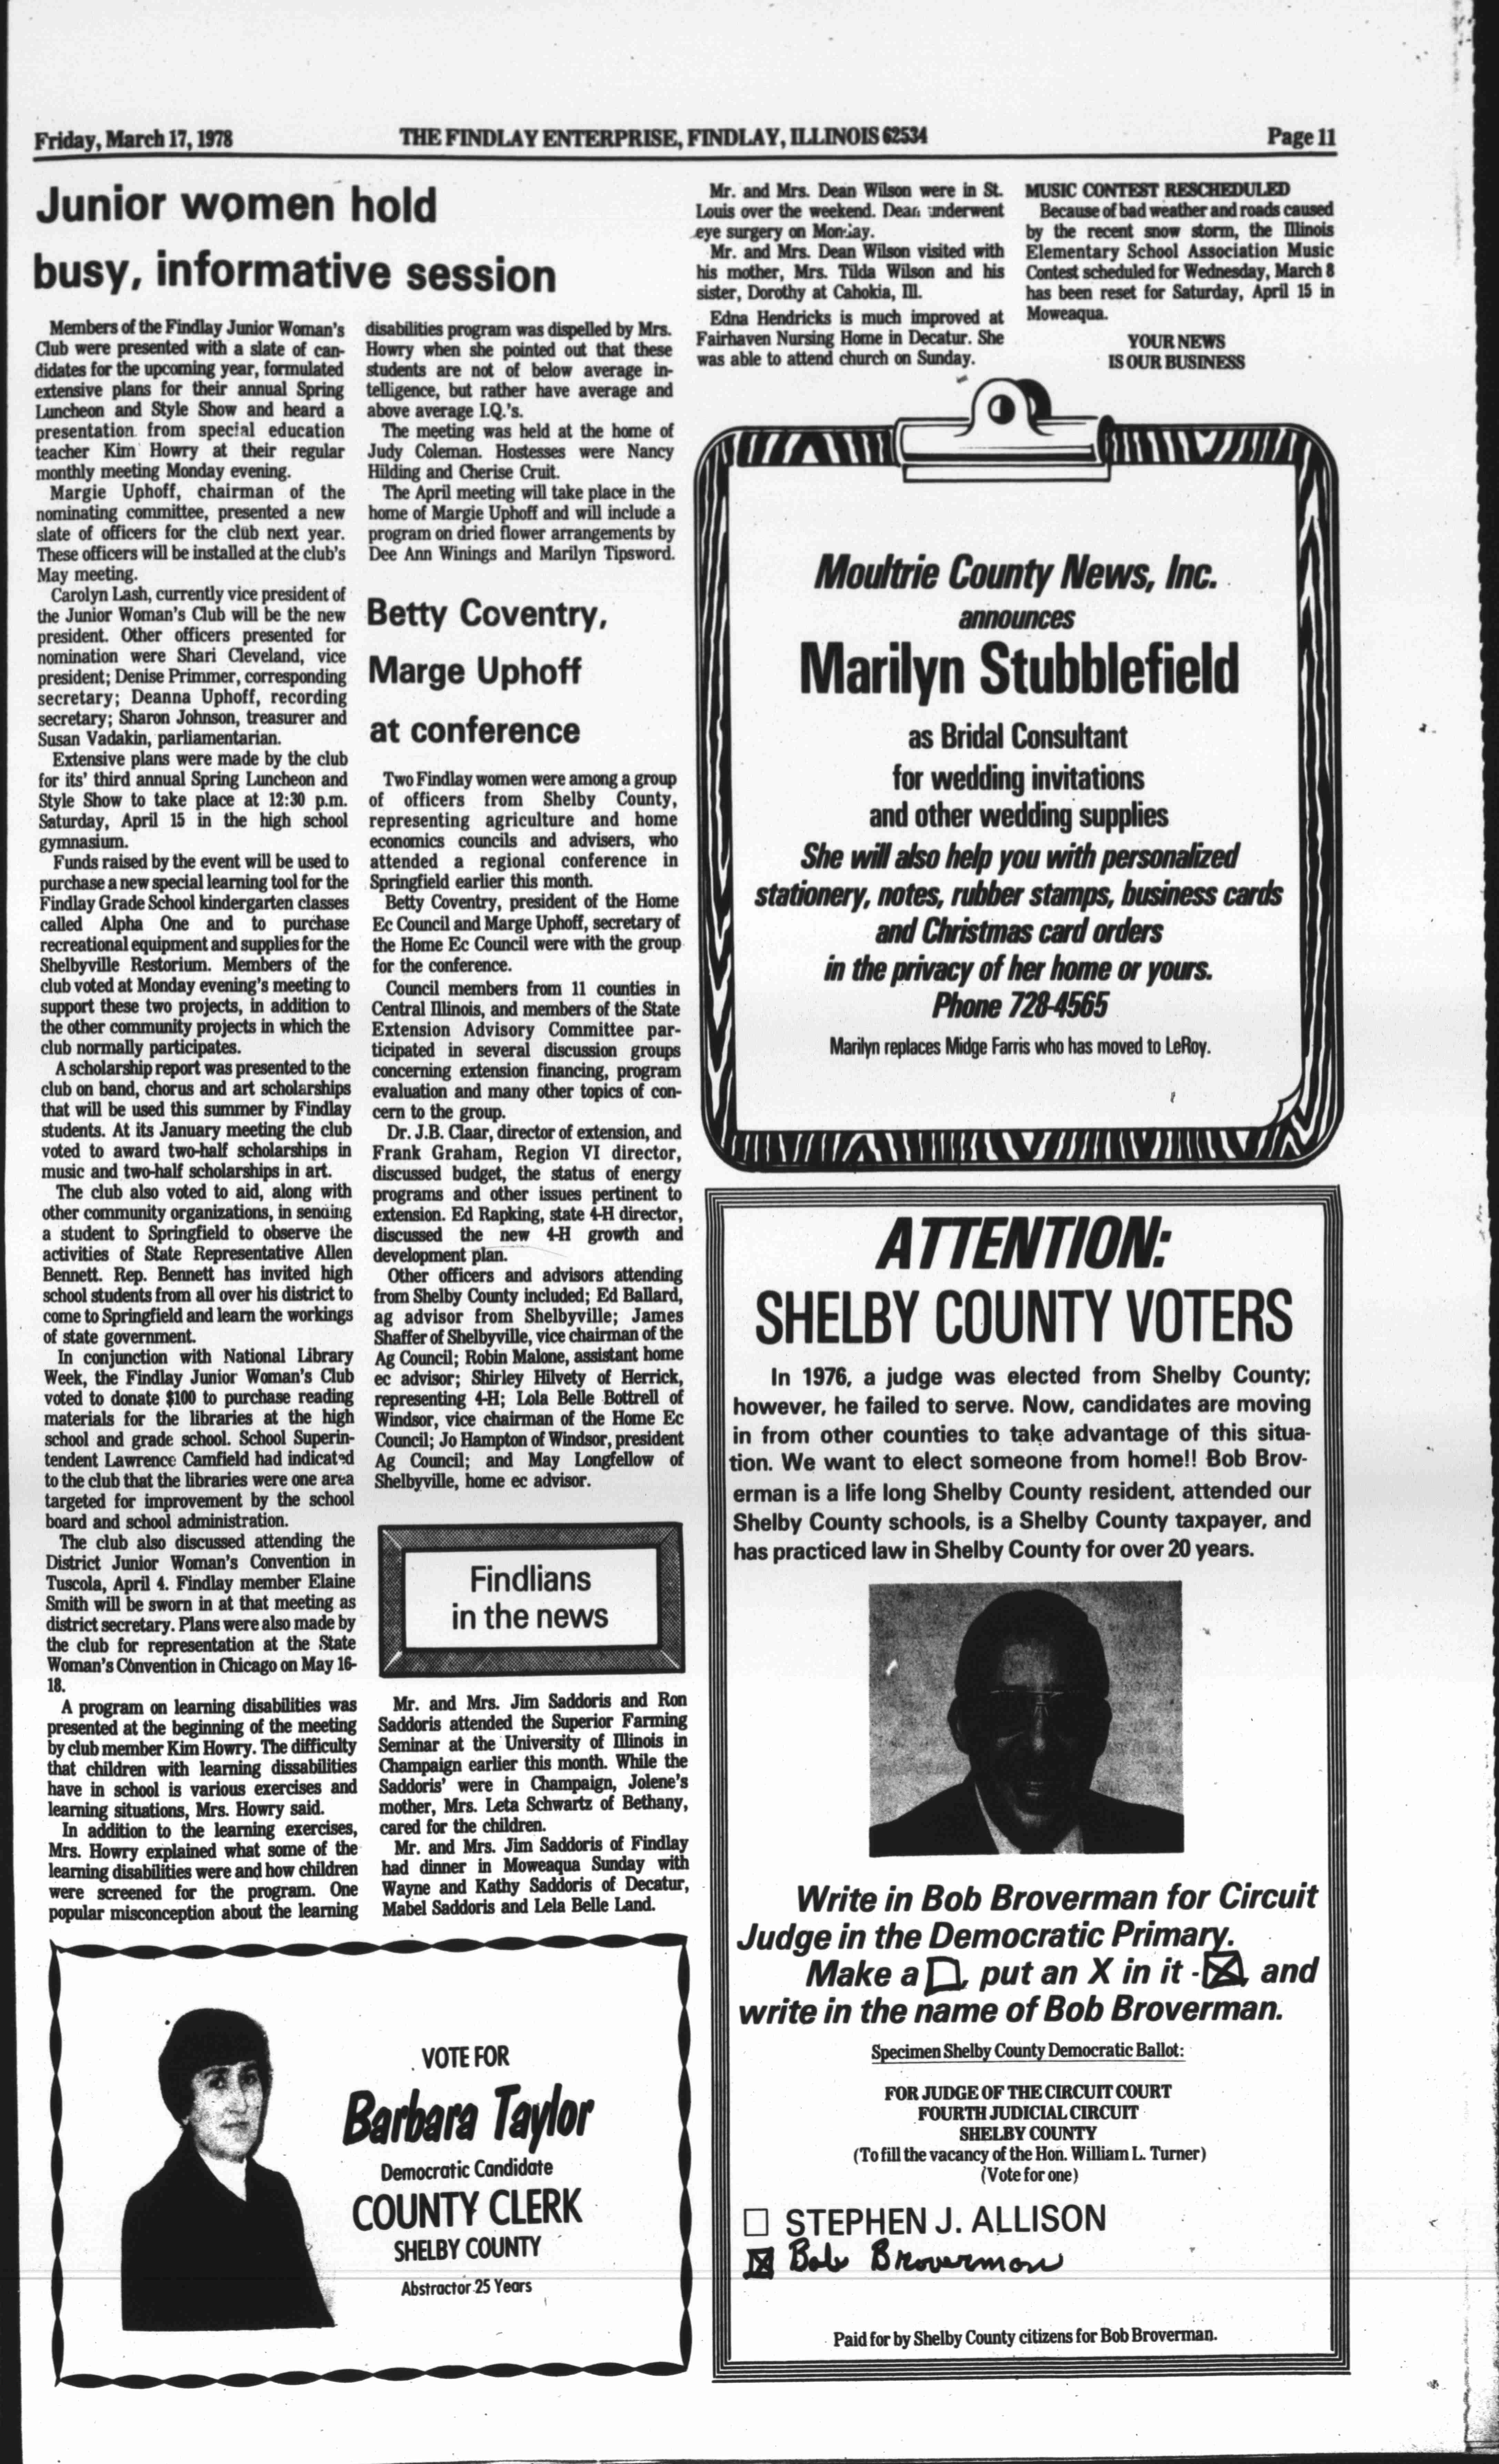 Friday, March 17, 1978
THE FINDLAY ENTERPRISE, FINDLAY, ILLINOIS 62534
Page 11
Junior women hold
busy, informative session
Members of the Findlay Junior Woman's
Club were presented with a slate of can-
didates for the upcoming year, formulated
extensive plans for their annual Spring
Luncheon and Style Show and heard a
presentation from special education
teacher Kim Howry at their regular
monthly meeting Monday evening.
Margie Uphoff, chairman of the
nominating committee, presented a new
slate of officers for the club next year.
These officers will be installed at the club's
May meeting.
Carolyn Lash, currently vice president of
the Junior Woman's Club will be the new
president. Other officers presented for
nomination were Shari Cleveland, vice
president; Denise Primmer, corresponding
secretary; Deanna Uphoff, recording
secretary; Sharon Johnson, treasurer and
Susan Vadakin, parliamentarian.
Extensive plans were made by the club
for its' third annual Spring Luncheon and
Style Show to take place at 12:30 p.m.
Saturday, April 15 in the high school
gymnasium.
Funds raised by the event will be used to
purchase a new special learning tool for the
Findlay Grade School kindergarten classes
called Alpha One and to purchase
recreational equipment and supplies for the
Shelbyville Restorium. Members of the
club voted at Monday evening's meeting to
support these two projects, in addition to
the other community projects in which the
club normally participates.
A scholarship report was presented to the
club on band, chorus and art scholarships
that will be used this summer by Findlay
students. At its January meeting the club
voted to award two-half scholarships in
music and two-half scholarships in art.
The club also voted to aid, along with
other community organizations, in sending
a student to Springfield to observe the
activities of State Representative Allen
Bennett. Rep. Bennett has invited high
school students from all over his district to
come to Springfield and learn the workings
of state government.
In conjunction with National Library
Week, the Findlay Junior Woman's Club
voted to donate $100 to purchase reading
materials for the libraries at the high
school and grade school. School Superin-
tendent Lawrence Camfield had indicated
to the club that the libraries were one area
targeted for improvement by the school
board and school administration.
The club also discussed attending the
District Junior Woman's Convention in
Tuscola, April 4. Findlay member Elaine
Smith will be sworn in at that meeting as
district secretary. Plans were also made by
the club for representation at the State
Woman's Convention in Chicago on May 16-
18.
A program on learning disabilities was
presented at the beginning of the meeting
by club member Kim Howry. The difficulty
that children with learning dissabilities
have in school is various exercises and
learning situations, Mrs. Howry said.
In addition to the learning exercises,
Mrs. Howry explained what some of the
learning disabilities were and how children
were screened for the program. One
popular misconception about the learning
disabilities program was dispelled by Mrs.
Howry when she pointed out that these
students are not of below average in-
telligence, but rather have average and
above average I.Q.'s.
The meeting was held at the home of
Judy Coleman. Hostesses were Nancy
Hilding and Cherise Cruit.
The April meeting will take place in the
home of Margie Uphoff and will include a
program on dried flower arrangements by
Dee Ann Winings and Marilyn Tipsword.
Betty Coventry,
Marge Uphoff
at conference
Two Findlay women were among a group
of officers from Shelby County,
representing agriculture and home
economics councils and advisers, who
attended a regional conference in
Springfield earlier this month.
Betty Coventry, president of the Home
Ec Council and Marge Uphoff, secretary of
the Home Ec Council were with the group
for the conference.
Council members from 11 counties in
Central Illinois, and members of the State
Extension Advisory Committee par-
ticipated in several discussion groups
concerning extension financing, program
evaluation and many other topics of con-
cern to the group.
Dr. J.B. Claar, director of extension, and
Frank Graham, Region VI director,
discussed budget, the status of energy
programs and other issues pertinent to
extension. Ed Rapking, state 4-H director,
discussed the new 4-H growth and
development plan.
Other officers and advisors attending
from Shelby County included; Ed Ballard,
ag advisor from Shelbyville; James
Shaffer of Shelbyville, vice chairman of the
Ag Council; Robin Malone, assistant home
ec advisor; Shirley Hilvety of Herrick,
representing 4-H; Lola Belle Bottrell of
Windsor, vice chairman of the Home Ec
Council; Jo Hampton of Windsor, president
Ag Council; and May Longfellow of
Shelbyville, home ec advisor.
Findlians
in the news
Mr. and Mrs. Jim Saddoris and Ron
Saddoris attended the Superior Farming
Seminar at the University of Illinois in
Champaign earlier this month. While the
Saddoris' were in Champaign, Jolene's
mother, Mrs. Leta Schwartz of Bethany,
cared for the children.
Mr. and Mrs. Jim Saddoris of Findlay
had dinner in Moweaqua Sunday with
Wayne and Kathy Saddoris of Decatur,
Mabel Saddoris and Lela Belle Land.
Mr. and Mrs. Dean Wilson were in St.
Louis over the weekend. Dean underwent
eye surgery on Monday.
Mr. and Mrs. Dean Wilson visited with
his mother, Mrs. Tilda Wilson and his
sister, Dorothy at Cahokia, Ill.
Edna Hendricks is much improved at
Fairhaven Nursing Home in Decatur. She
was able to attend church on Sunday.
MUSIC CONTEST RESCHEDULED
Because of bad weather and roads caused
by the recent snow storm, the Illinois
Elementary School Association Music
Contest scheduled for Wednesday, March 8
has been reset for Saturday, April 15 in
Moweaqua.
YOUR NEWS
IS OUR BUSINESS
Moultrie County News, Inc.
announces
Marilyn Stubblefield
as Bridal Consultant
for wedding invitations
and other wedding supplies
She will also help you with personalized
stationery, notes, rubber stamps, business cards
and Christmas card orders
in the privacy of her home or yours.
Phone 728-4565
Marilyn replaces Midge Farris who has moved to LeRoy.
ATTENTION:
SHELBY COUNTY VOTERS
In 1976, a judge was elected from Shelby County;
however, he failed to serve. Now, candidates are moving
in from other counties to take advantage of this situa-
tion. We want to elect someone from home!! Bob Brov-
erman is a life long Shelby County resident, attended our
Shelby County schools, is a Shelby County taxpayer, and
has practiced law in Shelby County for over 20 years.
Write in Bob Broverman for Circuit
Judge in the Democratic Primary.
Make a ☐, put an X in it - ☒, and
write in the name of Bob Broverman.
Specimen Shelby County Democratic Ballot:
FOR JUDGE OF THE CIRCUIT COURT
FOURTH JUDICIAL CIRCUIT
SHELBY COUNTY
(To fill the vacancy of the Hon. William L. Turner)
(Vote for one)
☐ STEPHEN J. ALLISON
☒ Bob Broverman
Paid for by Shelby County citizens for Bob Broverman.
VOTE FOR
Barbara Taylor
Democratic Candidate
COUNTY CLERK
SHELBY COUNTY
Abstractor 25 Years